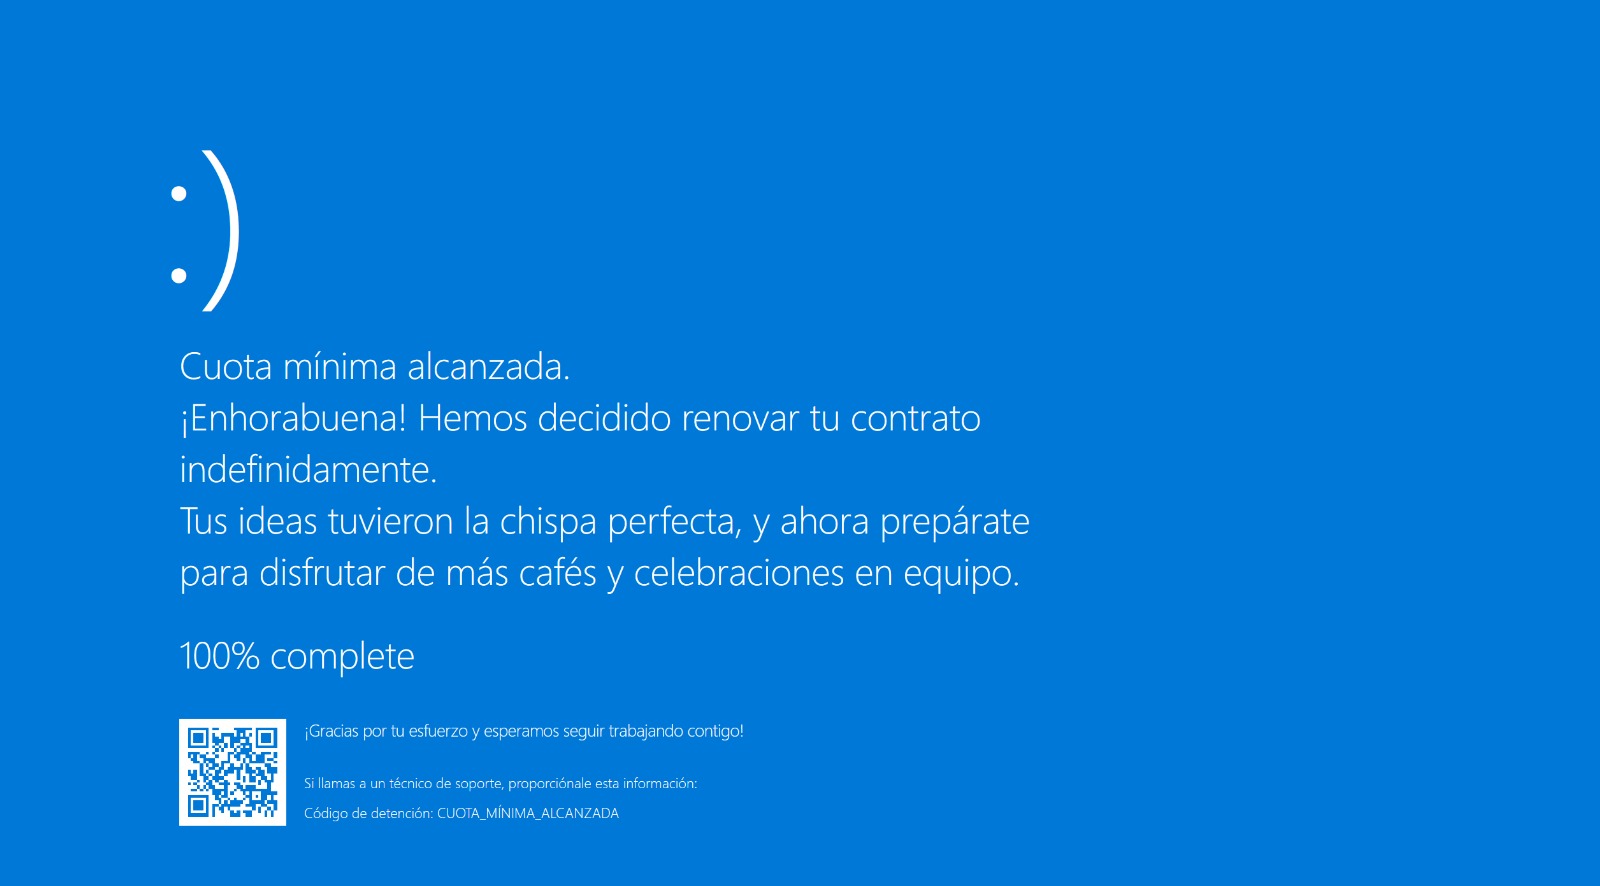 :)
Cuota mínima alcanzada.
¡Enhorabuena! Hemos decidido renovar tu contrato
indefinidamente.
Tus ideas tuvieron la chispa perfecta, y ahora prepárate
para disfrutar de más cafés y celebraciones en equipo.
100% complete
¡Gracias por tu esfuerzo y esperamos seguir trabajando contigo!
Si llamas a un técnico de soporte, proporciónale esta información:
Código de detención: CUOTA_MÍNIMA_ALCANZADA